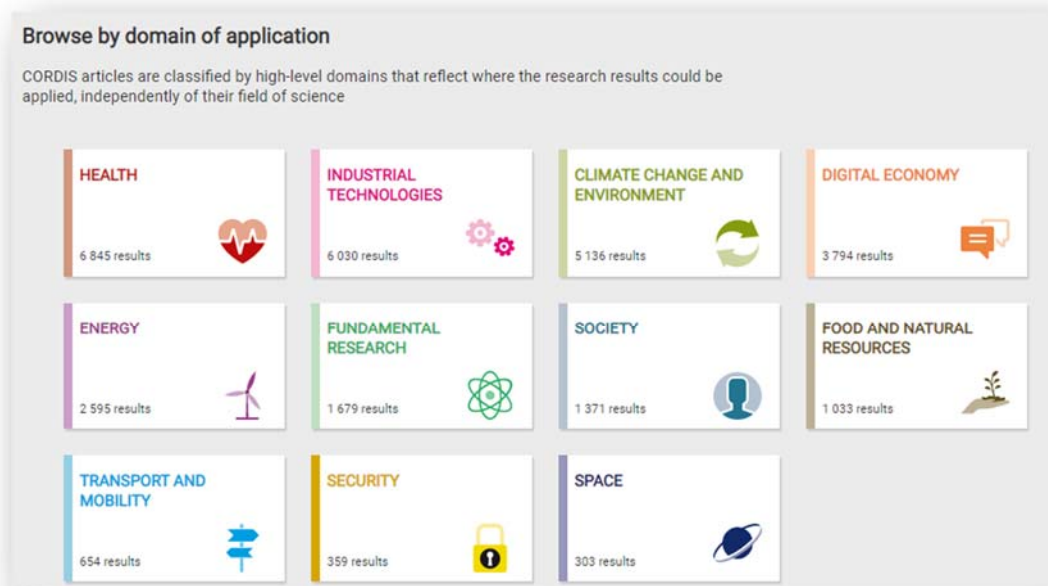 Browse by domain of application
CORDIS articles are classified by high-level domains that reflect where the research results could be
applied, independently of their field of science
HEALTH
6 845 results
INDUSTRIAL
TECHNOLOGIES
6 030 results
CLIMATE CHANGE AND
ENVIRONMENT
5 136 results
DIGITAL ECONOMY
3 794 results
ENERGY
2 595 results
FUNDAMENTAL
RESEARCH
1 679 results
SOCIETY
1 371 results
FOOD AND NATURAL
RESOURCES
1 033 results
TRANSPORT AND
MOBILITY
654 results
SECURITY
359 results
SPACE
303 results